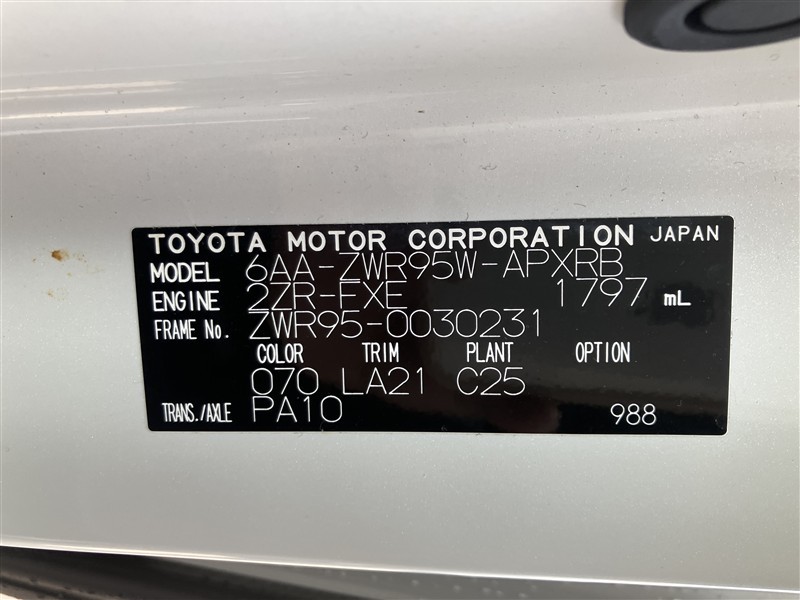 TOYOTA MOTOR CORPORATION JAPAN
MODEL 6AA-ZWR95W-APXRB
ENGINE 2ZR-FXE 1797 mL
FRAME No. ZWR95-0030231
COLOR TRIM PLANT OPTION
070 LA21 C25
TRANS./AXLE PA10 988